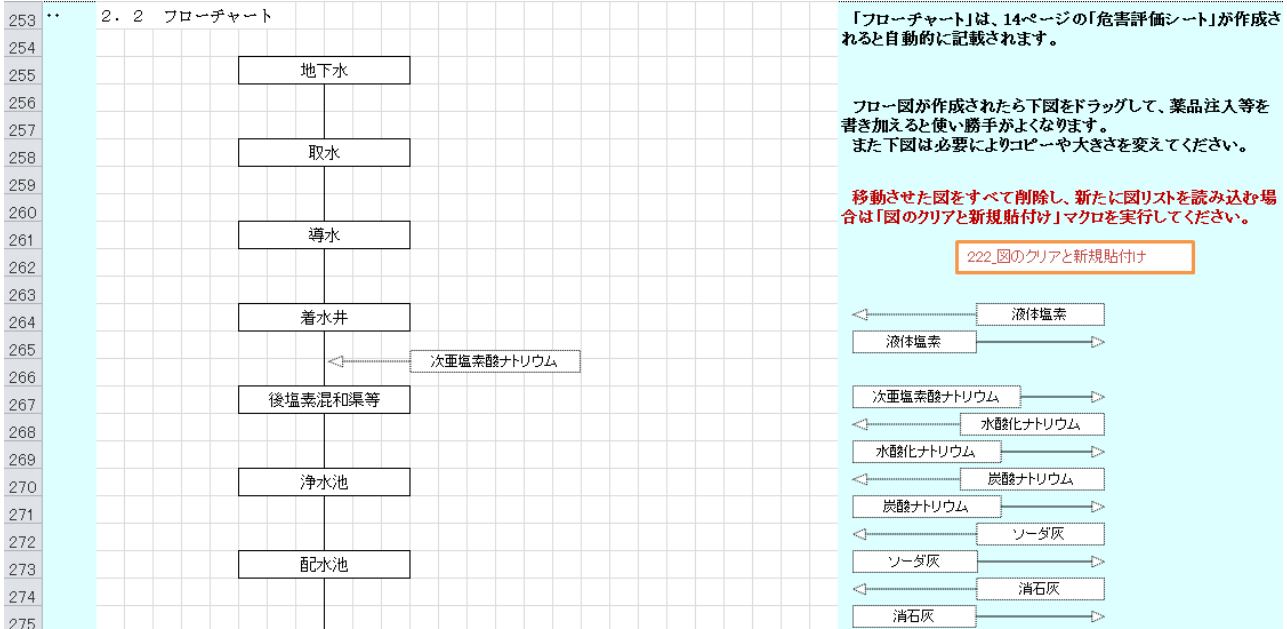 253
254
255
256
257
258
259
260
261
262
263
264
265
266
267
268
269
270
271
272
273
274
275
２．２　フローチャート
地下水
取水
導水
着水井
次亜塩素酸ナトリウム
後塩素混和渠等
浄水池
配水池
「フローチャート」は、14ページの「危害評価シート」が作成さ
れると自動的に記載されます。
フロー図が作成されたら下図をドラッグして、薬品注入等を
書き加えると使い勝手がよくなります。
また下図は必要によりコピーや大きさを変えてください。
移動させた図をすべて削除し、新たに図リストを読み込む場
合は「図のクリアと新規貼付け」マクロを実行してください。
222_図のクリアと新規貼付け
液体塩素
液体塩素
次亜塩素酸ナトリウム
水酸化ナトリウム
水酸化ナトリウム
炭酸ナトリウム
炭酸ナトリウム
ソーダ灰
ソーダ灰
消石灰
消石灰